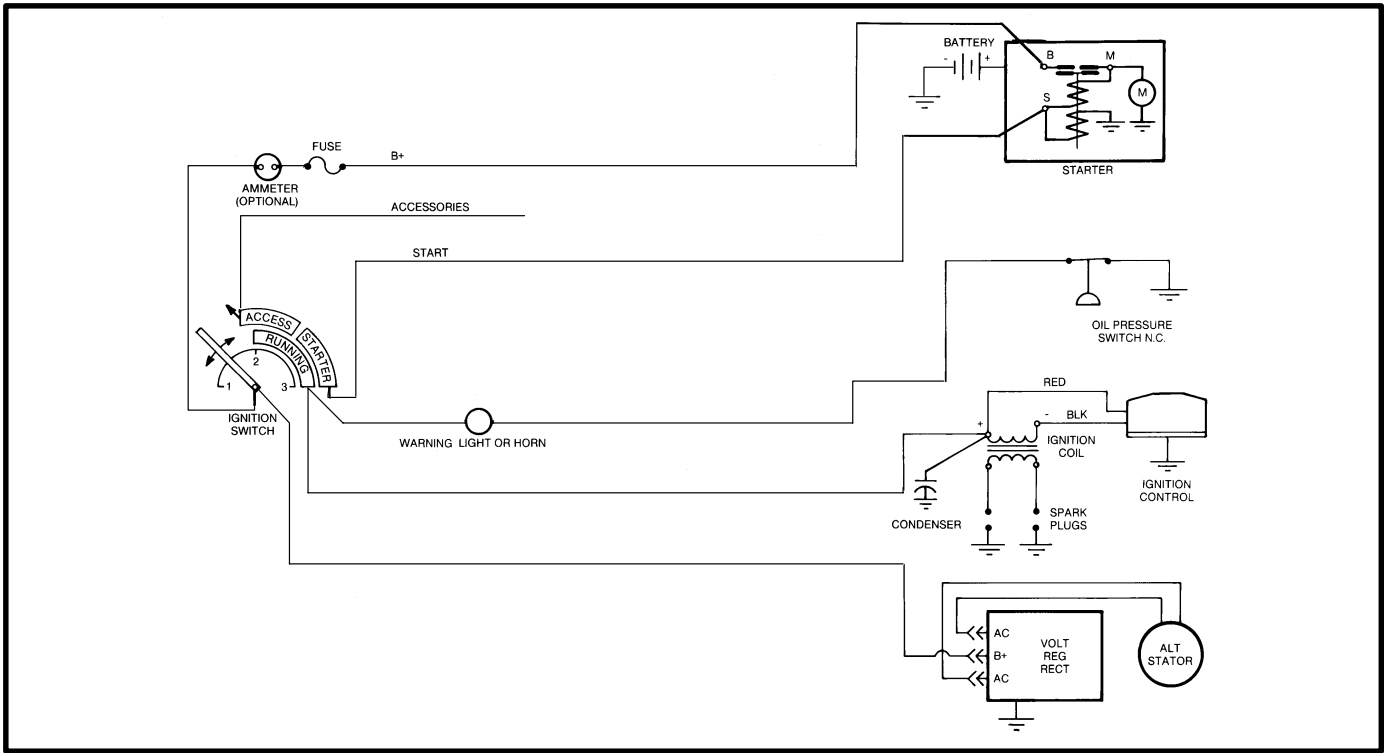 BATTERY
- +
B
M
M
S
STARTER
FUSE
B+
AMMETER
(OPTIONAL)
ACCESSORIES
START
ACCESS
STARTER
RUNNING
1
2
3
IGNITION
SWITCH
WARNING LIGHT OR HORN
OIL PRESSURE
SWITCH N.C.
RED
+
-
BLK
IGNITION
COIL
IGNITION
CONTROL
CONDENSER
SPARK
PLUGS
AC
B+
AC
VOLT
REG
RECT
ALT
STATOR